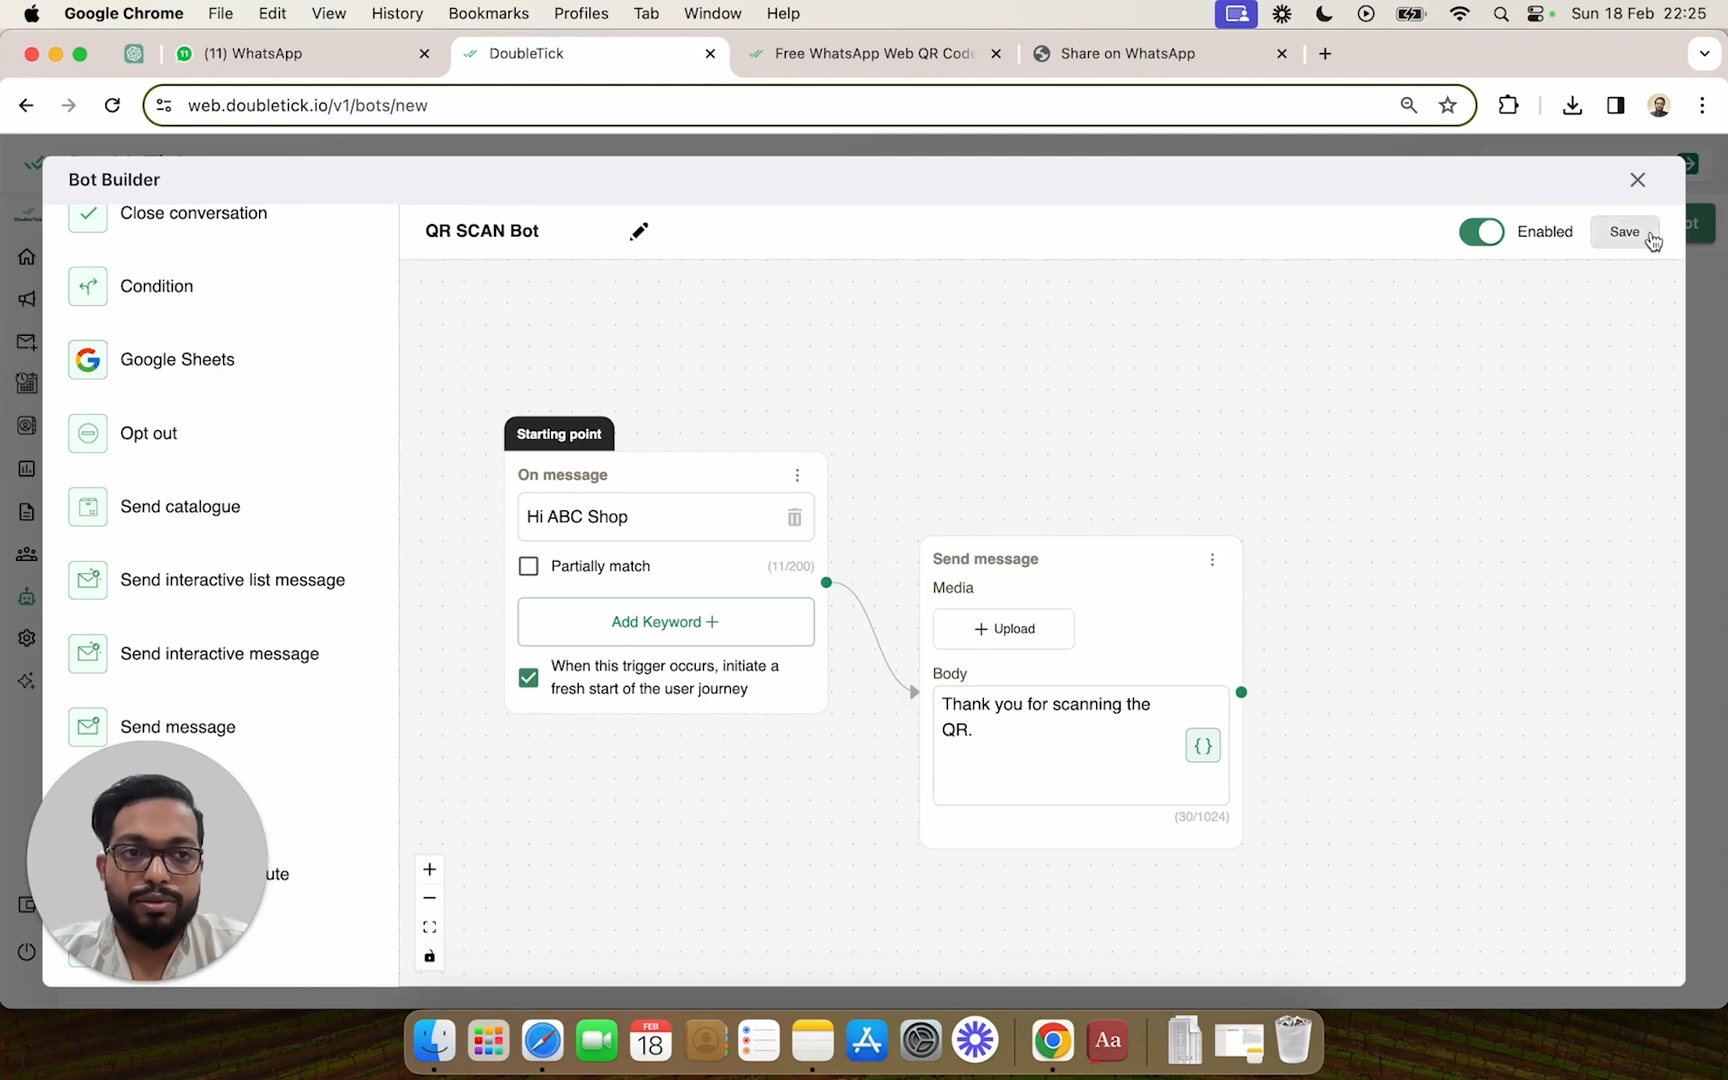 Google Chrome File Edit View History Bookmarks Profiles Tab Window Help Sun 18 Feb 22:25
11 (11) WhatsApp DoubleTick Free WhatsApp Web QR Code Share on WhatsApp
web.doubletick.io/v1/bots/new
Bot Builder
Close conversation
Condition
Google Sheets
Opt out
Send catalogue
Send interactive list message
Send interactive message
Send message
ute
QR SCAN Bot
Enabled Save
ot
Starting point
On message
Hi ABC Shop
Partially match (11/200)
Add Keyword +
When this trigger occurs, initiate a
fresh start of the user journey
Send message
Media
+ Upload
Body
Thank you for scanning the
QR.
{ }
(30/1024)
FEB
18
Aa